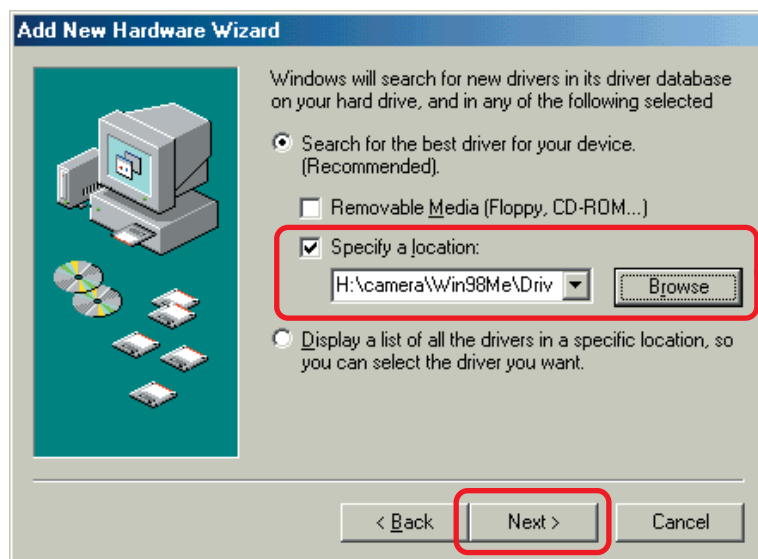 Add New Hardware Wizard
Windows will search for new drivers in its driver database
on your hard drive, and in any of the following selected
Search for the best driver for your device.
(Recommended).
Removable Media (Floppy, CD-ROM...)
Specify a location:
H:\camera\Win98Me\Driv
Browse
Display a list of all the drivers in a specific location, so
you can select the driver you want.
< Back
Next >
Cancel